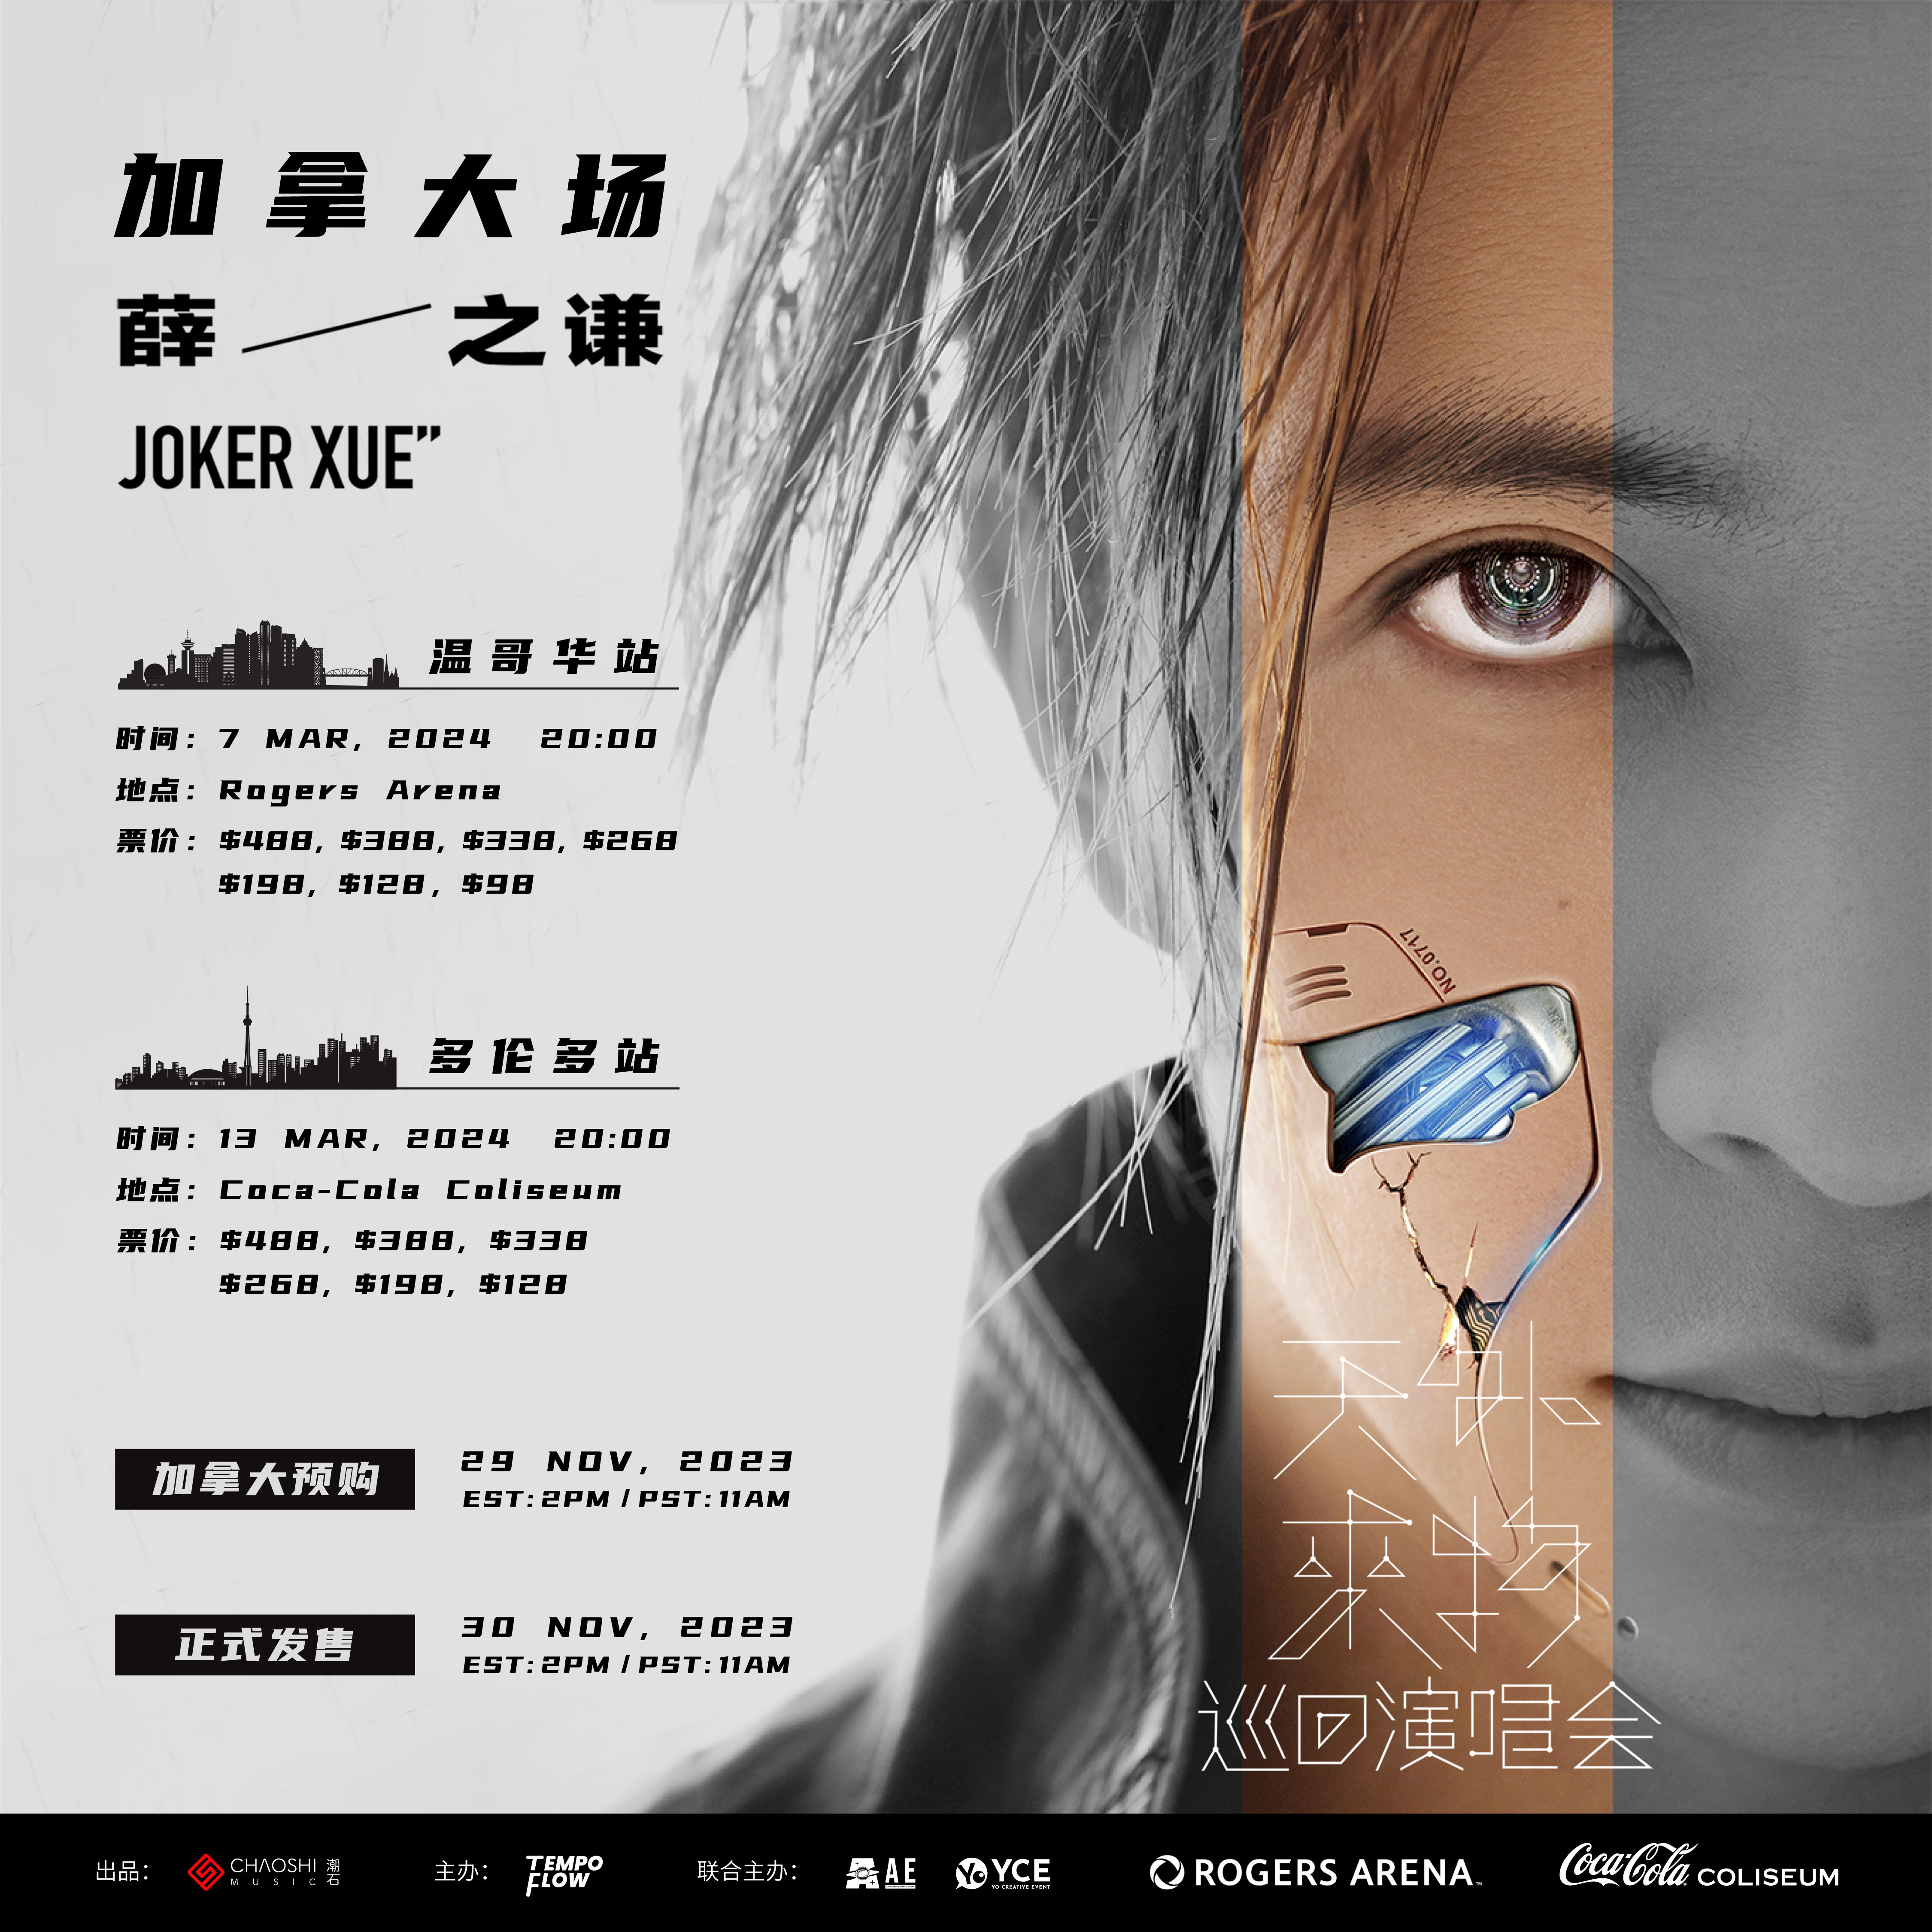 加拿大场
薛之谦
JOKER XUE”
温哥华站
时间：7 MAR, 2024 20:00
地点：Rogers Arena
票价：$488, $388, $338, $268
$198, $128, $98
多伦多站
时间：13 MAR, 2024 20:00
地点：Coca-Cola Coliseum
票价：$488, $388, $338
$268, $198, $128
加拿大预购
29 NOV, 2023
EST:2PM / PST:11AM
正式发售
30 NOV, 2023
EST:2PM / PST:11AM
NO.07717
天外
來物
巡回演唱会
出品：
CHAOSHI 潮石
MUSIC
主办：
TEMPO
FLOW
联合主办：
AE
Yo YCE
YO CREATIVE EVENT
ROGERS ARENA™
Coca-Cola COLISEUM